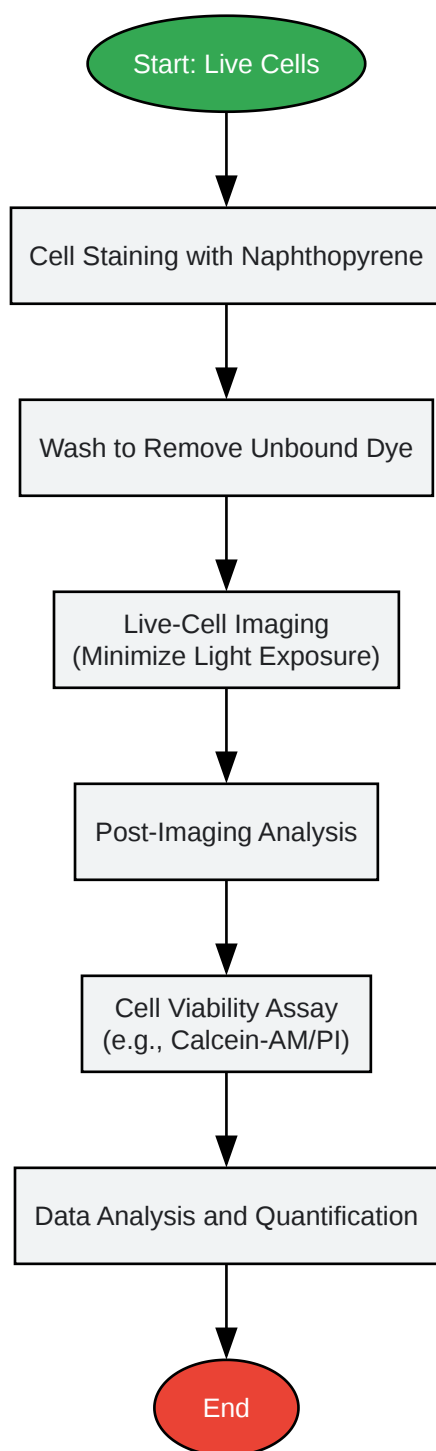 Start: Live Cells
Cell Staining with Naphthopyrene
Wash to Remove Unbound Dye
Live-Cell Imaging
(Minimize Light Exposure)
Post-Imaging Analysis
Cell Viability Assay
(e.g., Calcein-AM/PI)
Data Analysis and Quantification
End